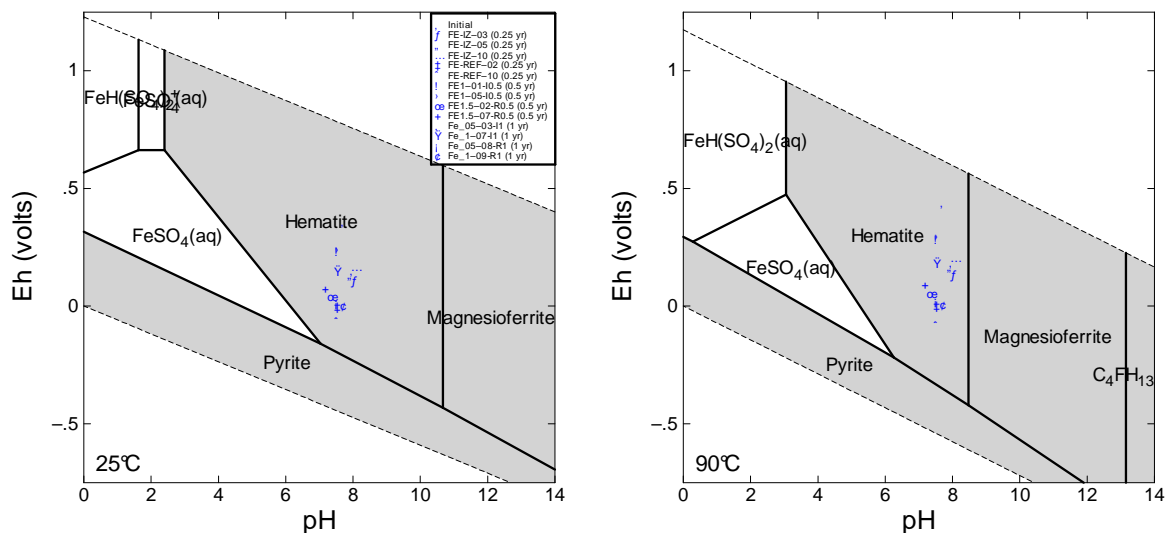 Initial
FE-IZ-03 (0.25 yr)
FE-IZ-05 (0.25 yr)
FE-IZ-10 (0.25 yr)
FE-REF-02 (0.25 yr)
FE-REF-10 (0.25 yr)
FE1-01-I0.5 (0.5 yr)
FE1-05-I0.5 (0.5 yr)
œ FE1.5-02-R0.5 (0.5 yr)
+ FE1.5-07-R0.5 (0.5 yr)
Fe_05-03-I1 (1 yr)
Ÿ Fe_1-07-I1 (1 yr)
¡ Fe_05-08-R1 (1 yr)
¢ Fe_1-09-R1 (1 yr)
Eh (volts)
1
.5
0
–.5
FeSO4(aq)
Hematite
Magnesioferrite
Pyrite
25°C
0 2 4 6 8 10 12 14
pH
Eh (volts)
1
.5
0
–.5
FeH(SO4)2(aq)
Hematite
FeSO4(aq)
Magnesioferrite
Pyrite
C4FH13
90°C
0 2 4 6 8 10 12 14
pH